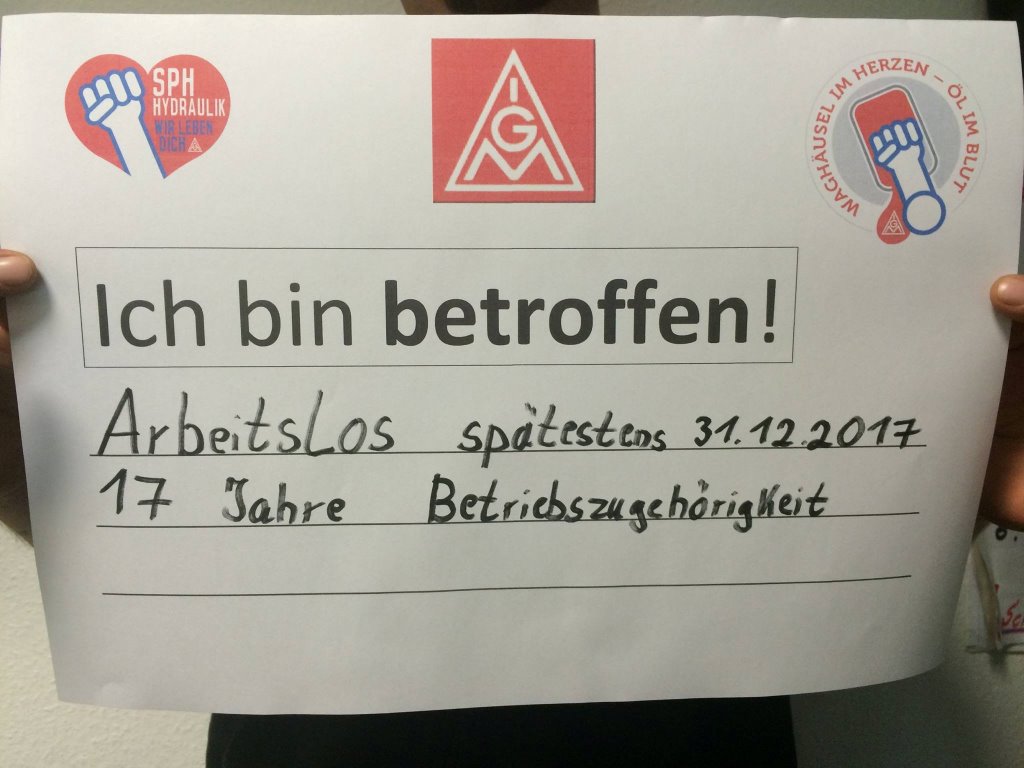 SPH
HYDRAULIK
WIR LEBEN
DICH
IGM
WAGHÄUSEL IM HERZEN – ÖL IM BLUT
IGM
Ich bin betroffen!
ArbeitsLos spätestens 31.12.2017
17 Jahre Betriebszugehörigkeit